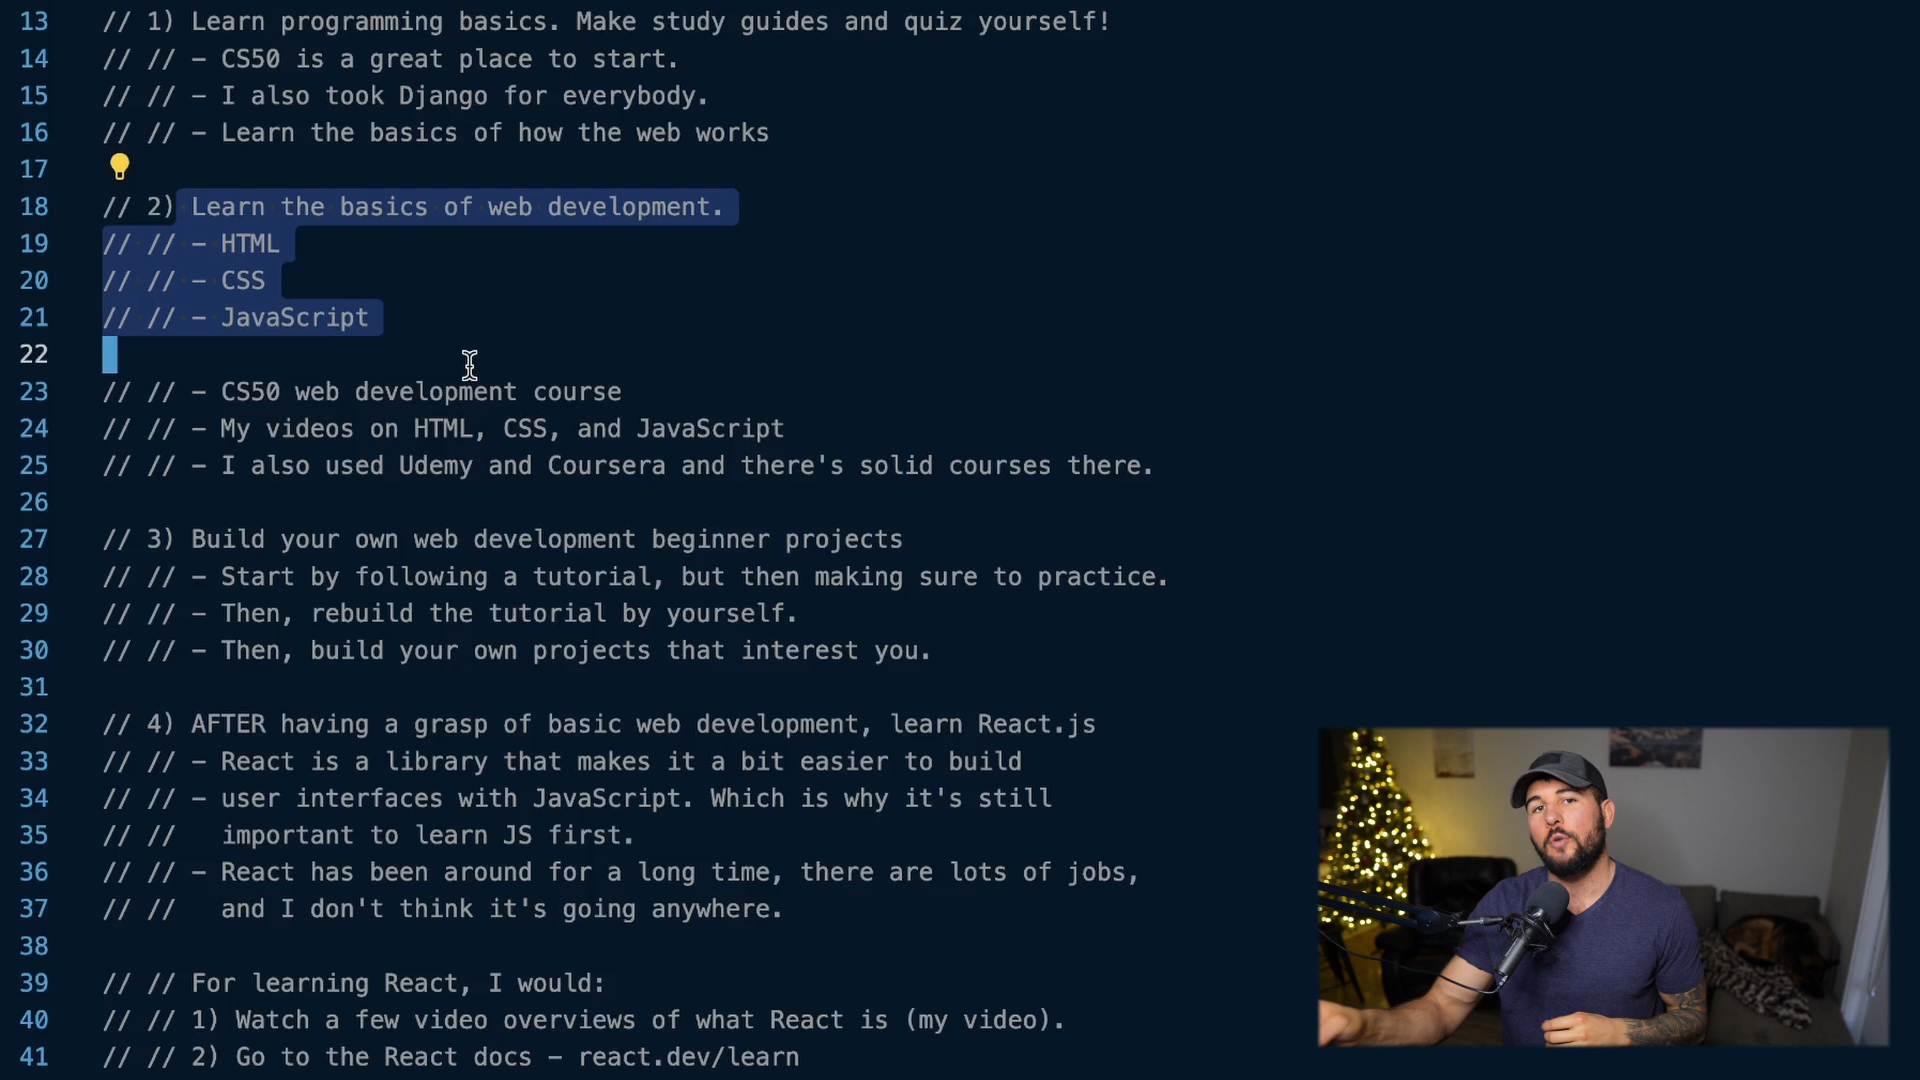 13 // 1) Learn programming basics. Make study guides and quiz yourself!
14 // // - CS50 is a great place to start.
15 // // - I also took Django for everybody.
16 // // - Learn the basics of how the web works
17
18 // 2) Learn the basics of web development.
19 // // - HTML
20 // // - CSS
21 // // - JavaScript
22
23 // // - CS50 web development course
24 // // - My videos on HTML, CSS, and JavaScript
25 // // - I also used Udemy and Coursera and there's solid courses there.
26
27 // 3) Build your own web development beginner projects
28 // // - Start by following a tutorial, but then making sure to practice.
29 // // - Then, rebuild the tutorial by yourself.
30 // // - Then, build your own projects that interest you.
31
32 // 4) AFTER having a grasp of basic web development, learn React.js
33 // // - React is a library that makes it a bit easier to build
34 // // - user interfaces with JavaScript. Which is why it's still
35 // //   important to learn JS first.
36 // // - React has been around for a long time, there are lots of jobs,
37 // //   and I don't think it's going anywhere.
38
39 // // For learning React, I would:
40 // // 1) Watch a few video overviews of what React is (my video).
41 // // 2) Go to the React docs - react.dev/learn